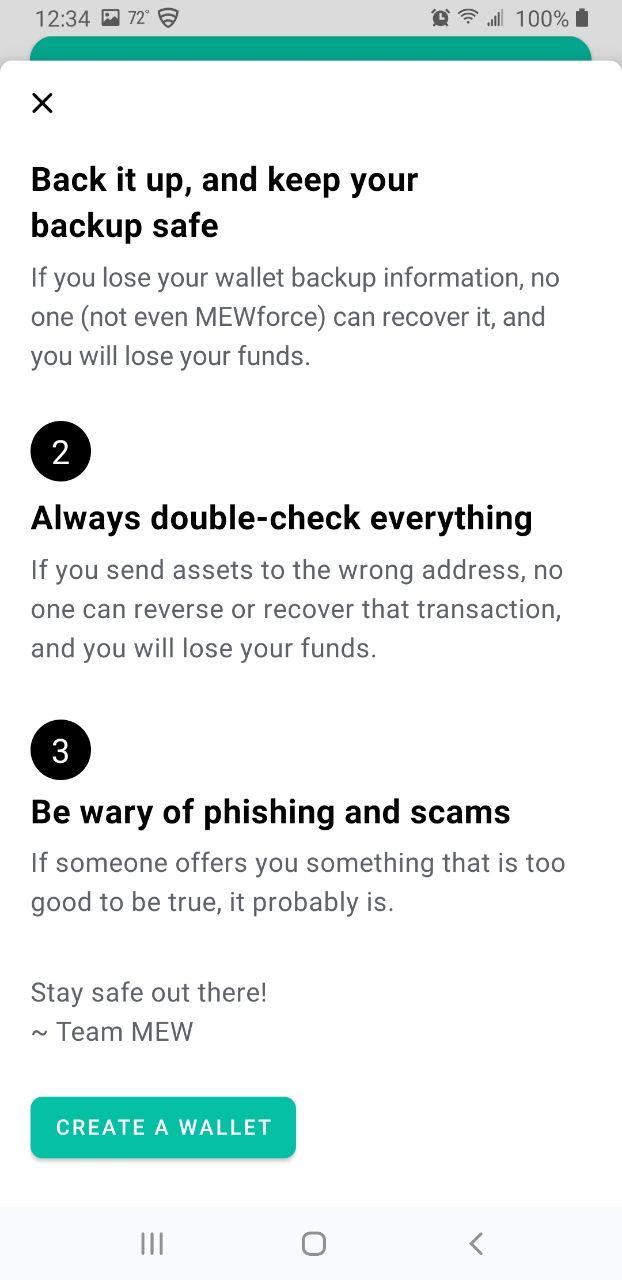 12:34 72° 100%
Back it up, and keep your
backup safe
If you lose your wallet backup information, no
one (not even MEWforce) can recover it, and
you will lose your funds.
2
Always double-check everything
If you send assets to the wrong address, no
one can reverse or recover that transaction,
and you will lose your funds.
3
Be wary of phishing and scams
If someone offers you something that is too
good to be true, it probably is.
Stay safe out there!
~ Team MEW
CREATE A WALLET